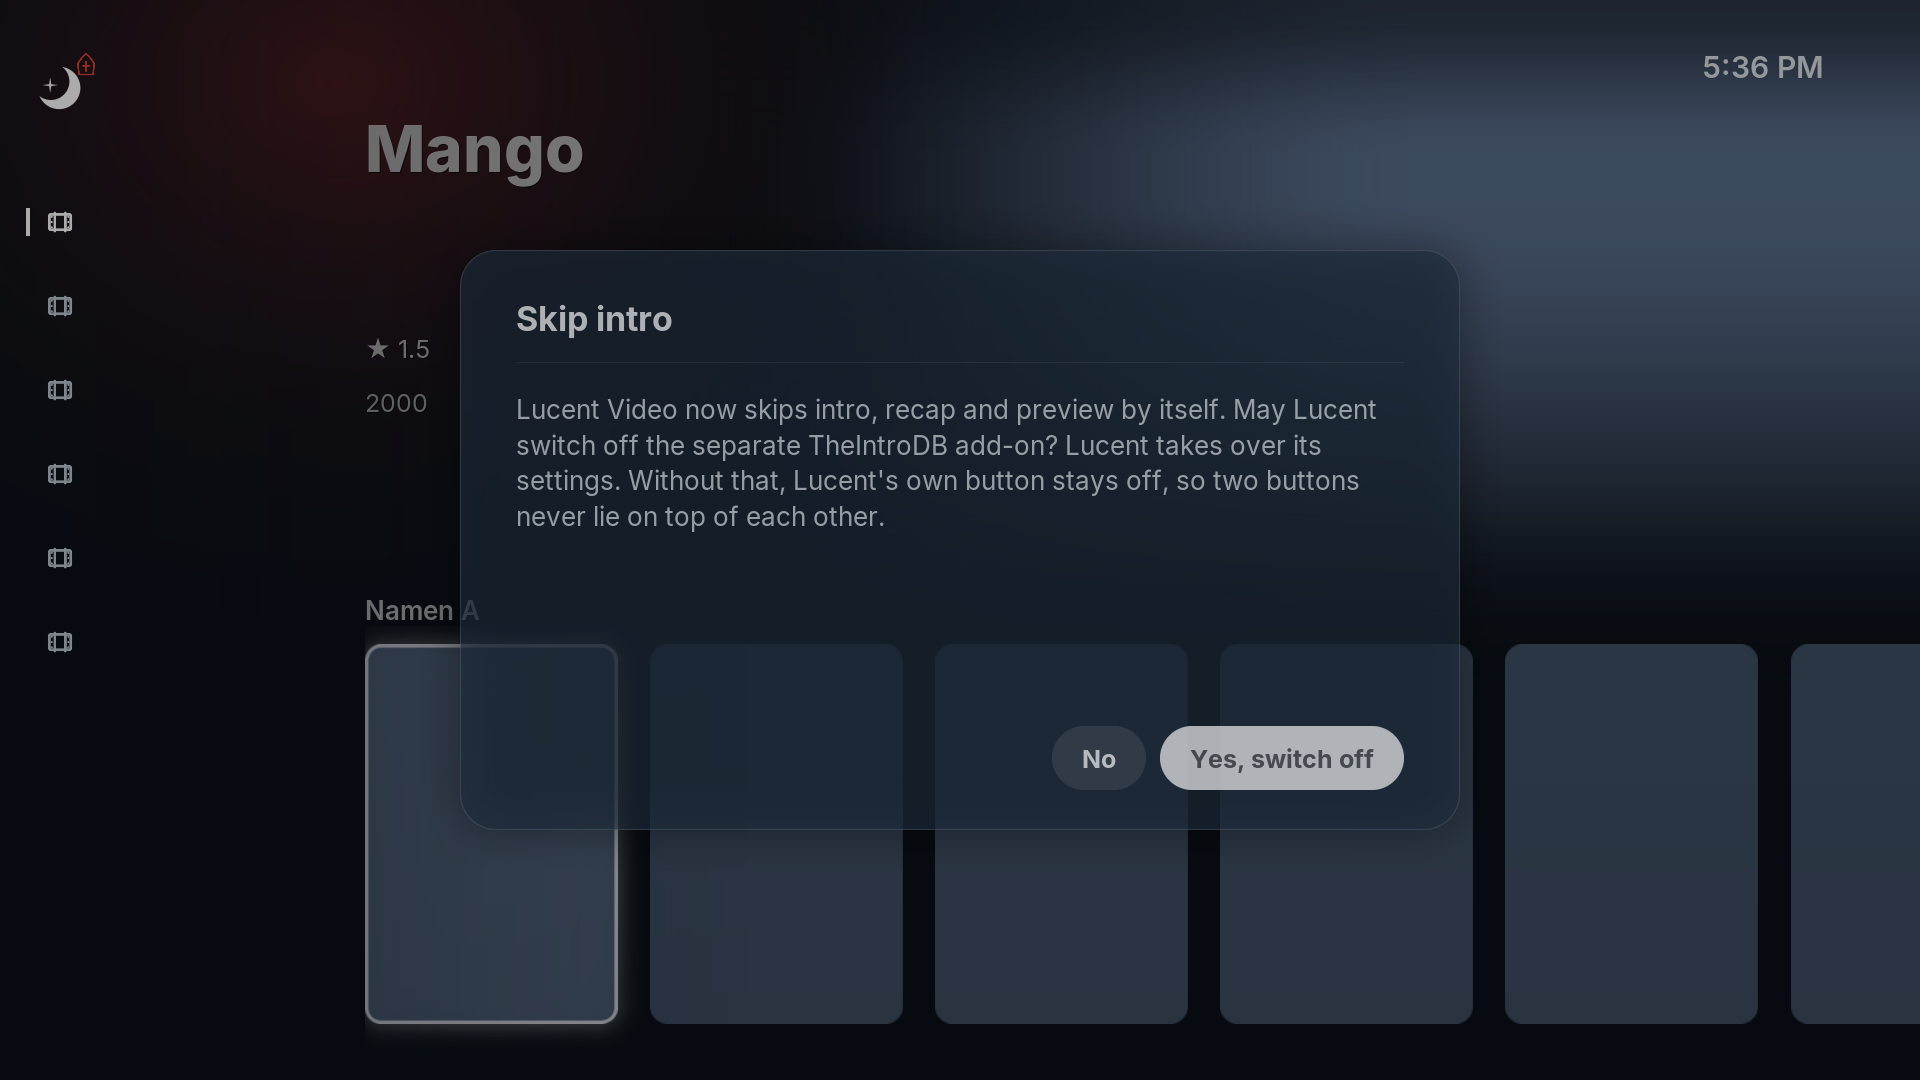 5:36 PM
Mango
★ 1.5
2000
Skip intro
Lucent Video now skips intro, recap and preview by itself. May Lucent
switch off the separate TheIntroDB add-on? Lucent takes over its
settings. Without that, Lucent's own button stays off, so two buttons
never lie on top of each other.
Namen A
No
Yes, switch off